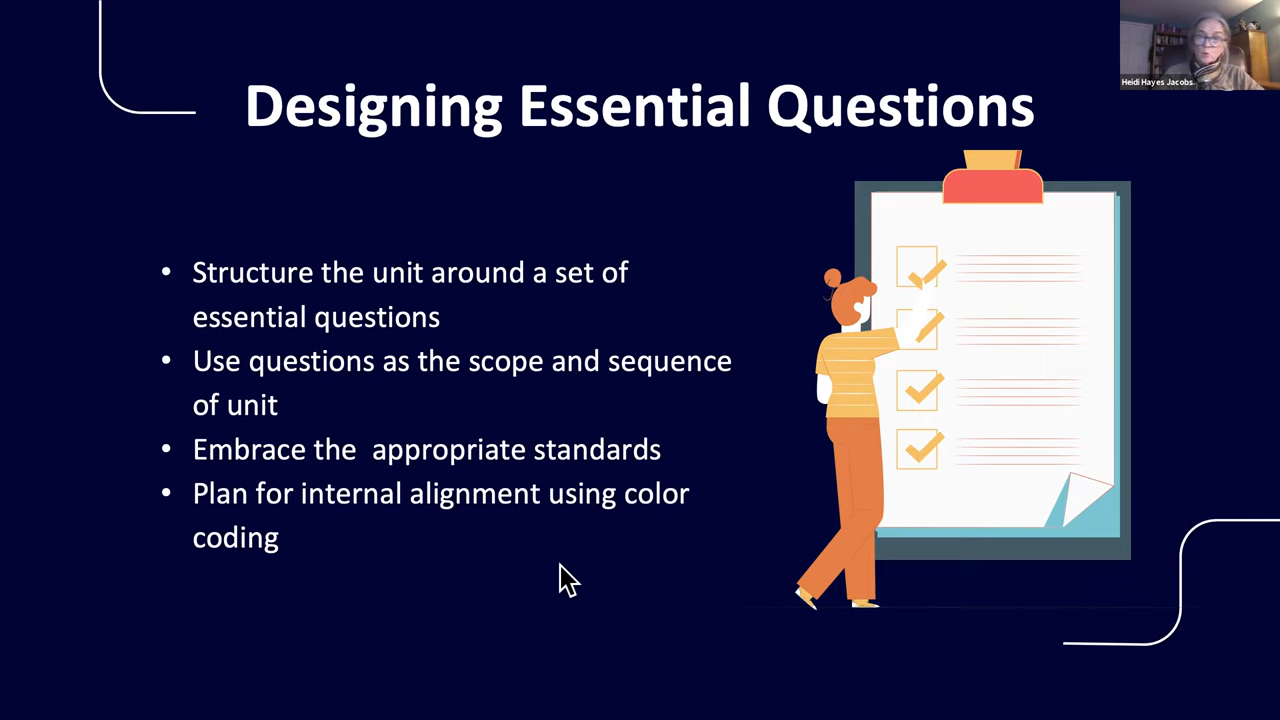 Heidi Hayes Jacobs
Designing Essential Questions
• Structure the unit around a set of
essential questions
• Use questions as the scope and sequence
of unit
• Embrace the  appropriate standards
• Plan for internal alignment using color
coding